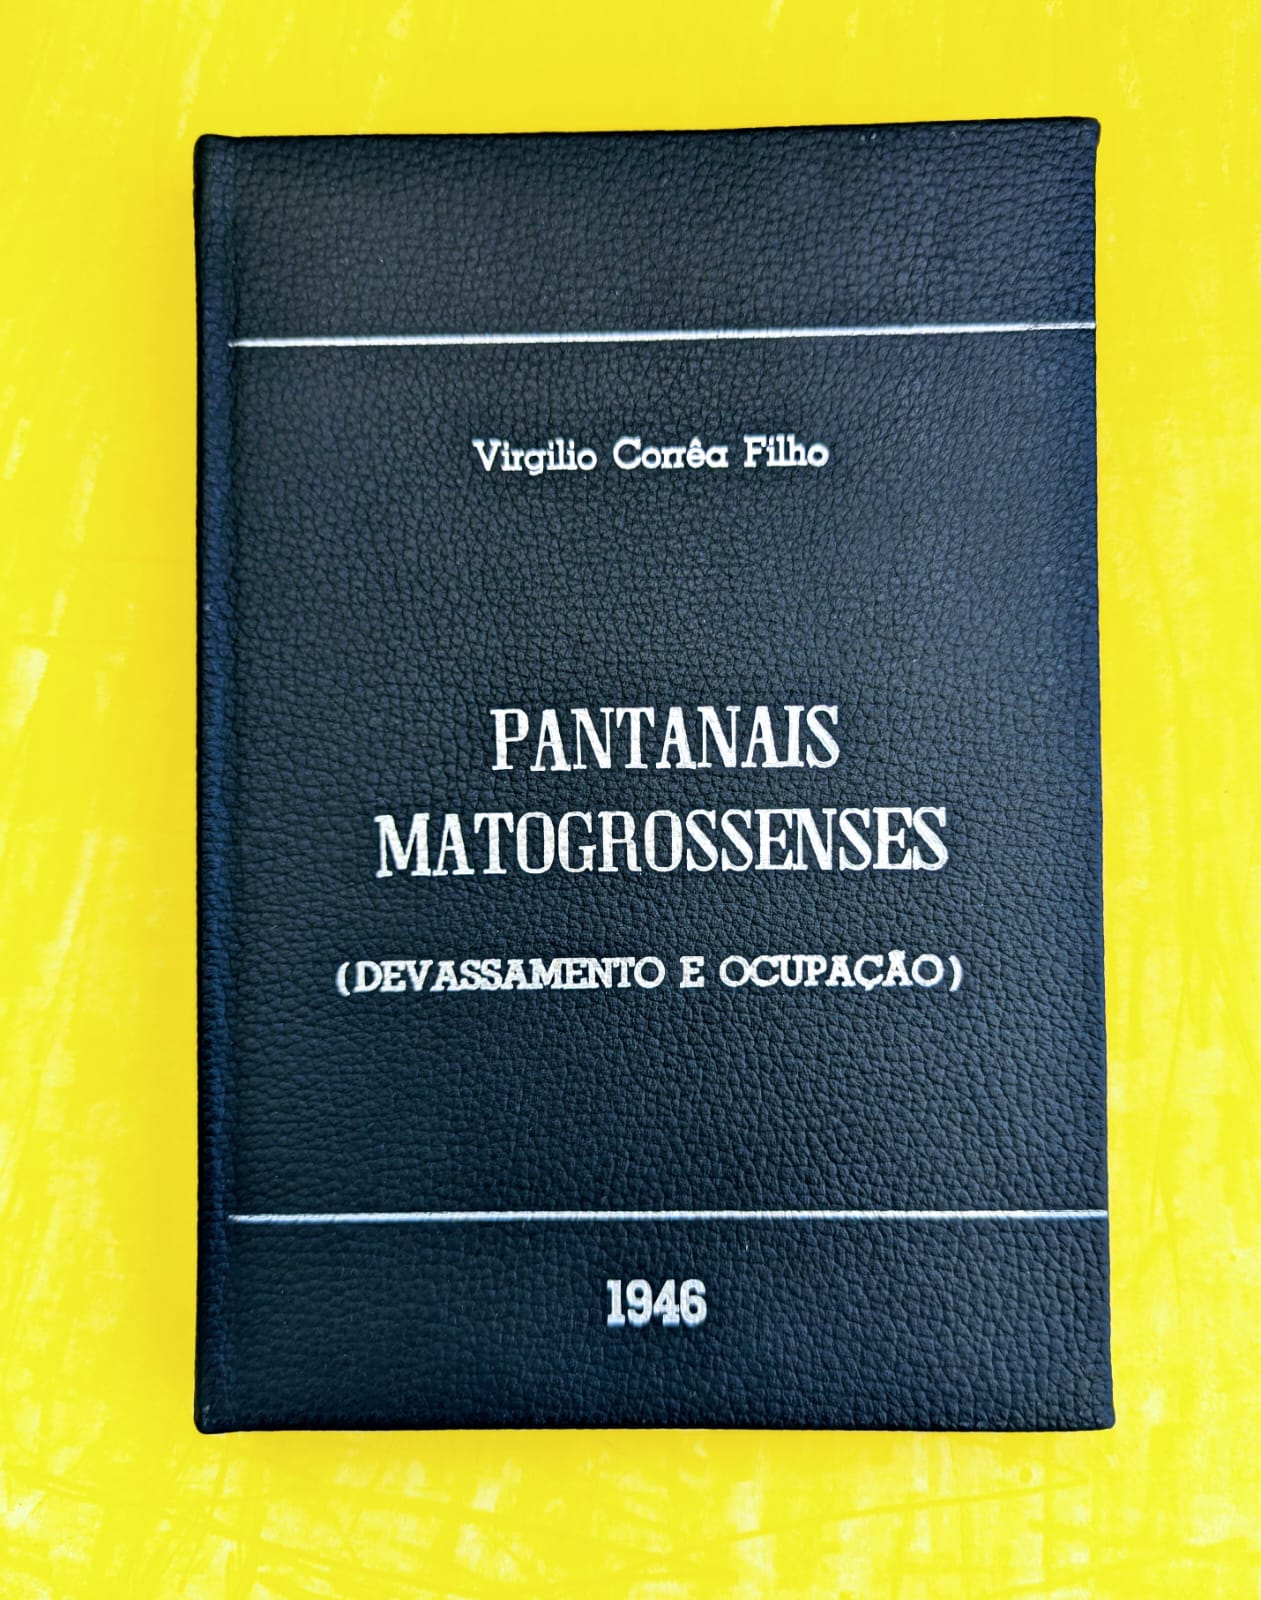 Virgilio Corrêa Filho
PANTANAIS
MATOGROSSENSES
(DEVASSAMENTO E OCUPAÇÃO)
1946